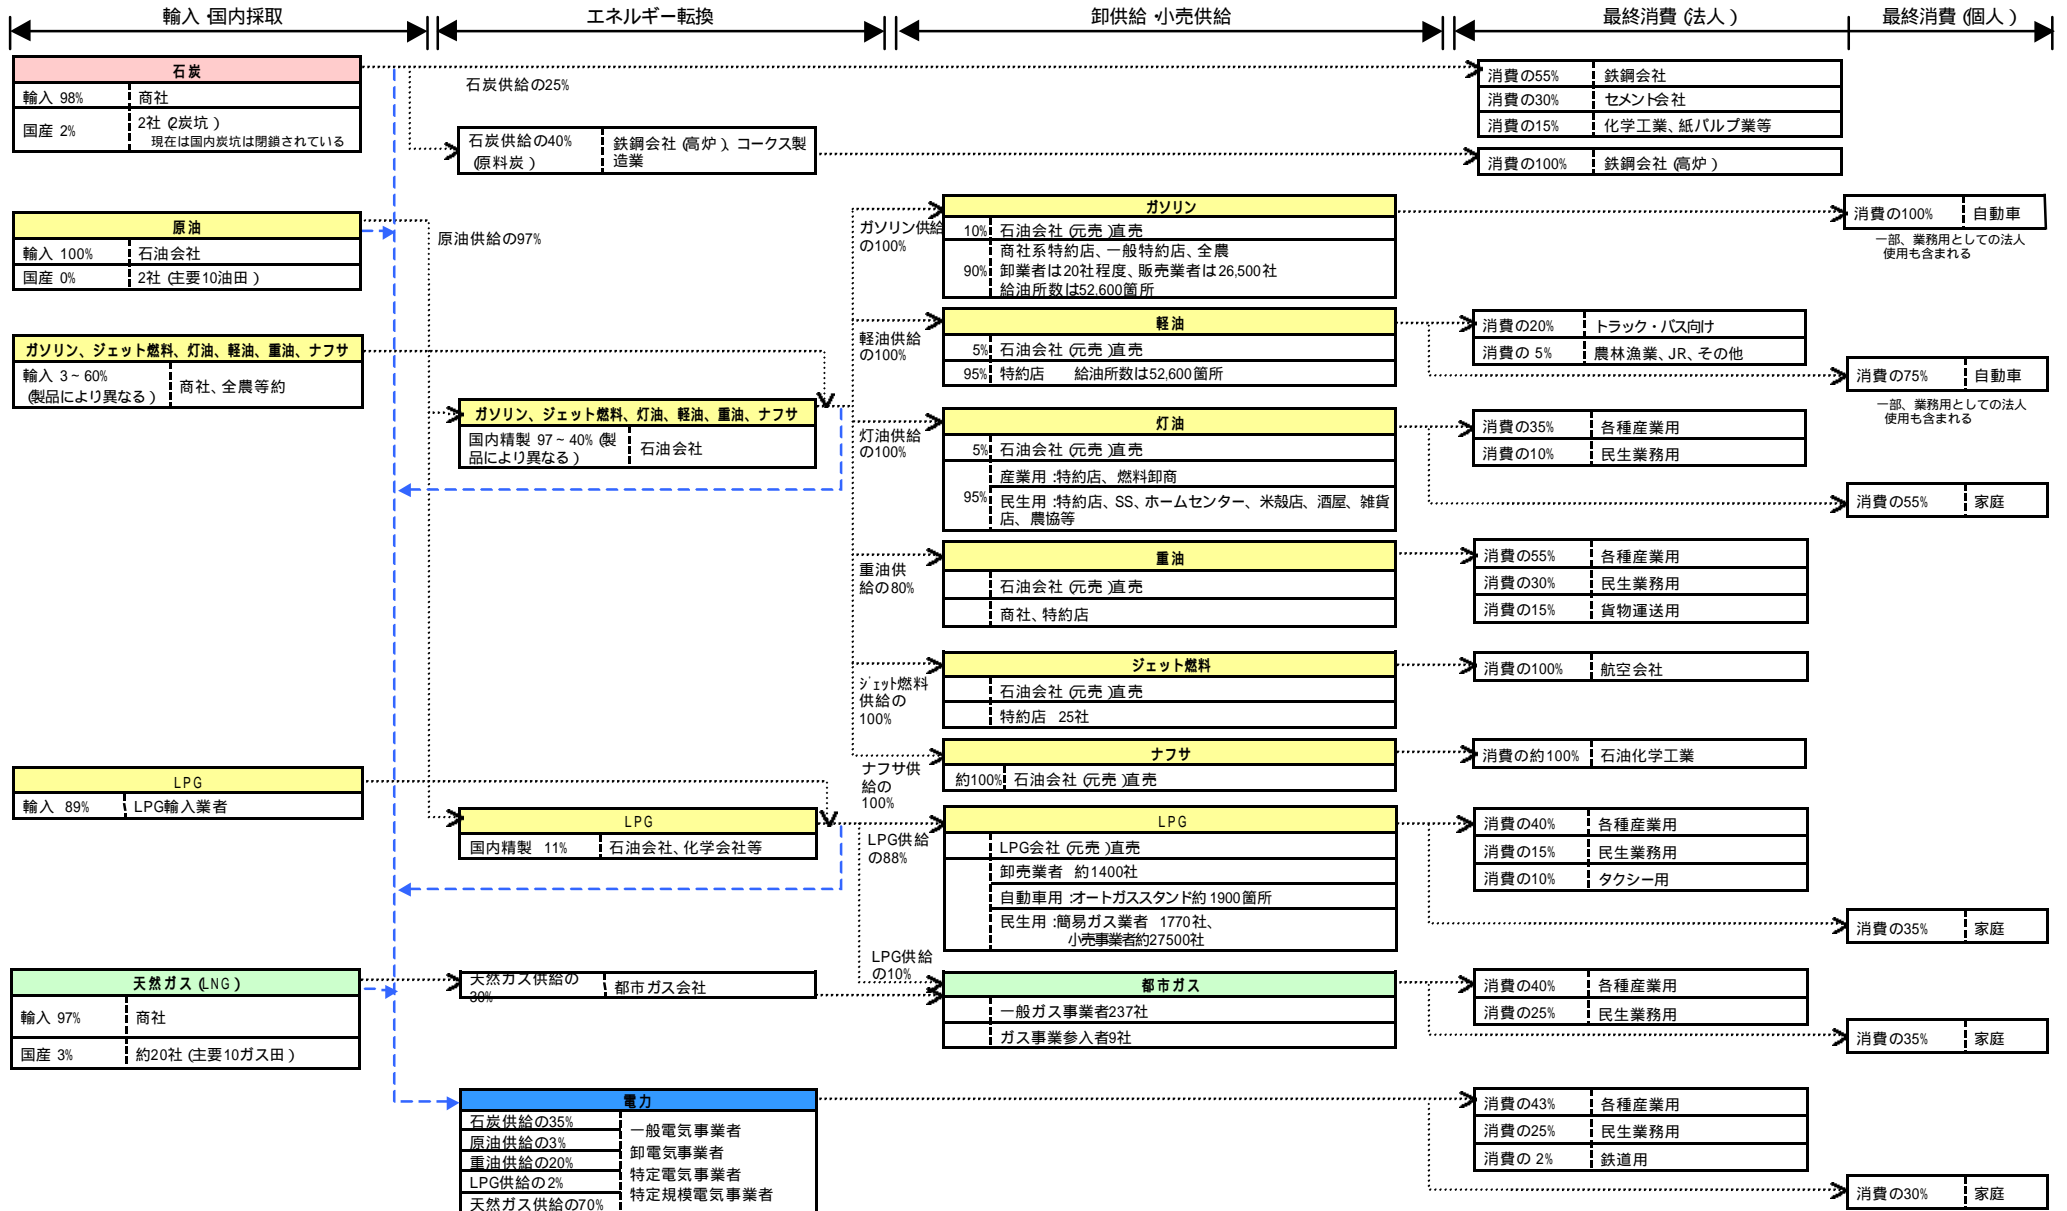 輸入・国内採取
エネルギー転換
卸供給・小売供給
最終消費（法人）
最終消費（個人）
石炭
輸入 98%
商社
国産 2%
2社（2炭坑）
現在は国内炭坑は閉鎖されている
石炭供給の25%
石炭供給の40%
（原料炭）
鉄鋼会社（高炉）、コークス製
造業
消費の55%
鉄鋼会社
消費の30%
セメント会社
消費の15%
化学工業、紙パルプ業等
消費の100%
鉄鋼会社（高炉）
原油
輸入 100%
石油会社
国産 0%
2社（主要10油田）
原油供給の97%
ガソリン、ジェット燃料、灯油、軽油、重油、ナフサ
輸入 3～60%
（製品により異なる）
商社、全農等約
ガソリン、ジェット燃料、灯油、軽油、重油、ナフサ
国内精製 97～40%（製
品により異なる）
石油会社
ガソリン供給
の100%
ガソリン
10%
石油会社（元売）直売
90%
商社系特約店、一般特約店、全農
卸業者は20社程度、販売業者は26,500社
給油所数は52,600箇所
消費の100%
自動車
一部、業務用としての法人
使用も含まれる
軽油供給
の100%
軽油
5%
石油会社（元売）直売
95%
特約店　給油所数は52,600箇所
消費の20%
トラック・バス向け
消費の 5%
農林漁業、JR、その他
消費の75%
自動車
一部、業務用としての法人
使用も含まれる
灯油供給
の100%
灯油
5%
石油会社（元売）直売
95%
産業用：特約店、燃料卸商
民生用：特約店、SS、ホームセンター、米殻店、酒屋、雑貨
店、農協等
消費の35%
各種産業用
消費の10%
民生業務用
消費の55%
家庭
重油供
給の80%
重油
石油会社（元売）直売
商社、特約店
消費の55%
各種産業用
消費の30%
民生業務用
消費の15%
貨物運送用
ｼﾞｪｯﾄ燃料
供給の
100%
ジェット燃料
石油会社（元売）直売
特約店　25社
消費の100%
航空会社
ナフサ供
給の
100%
ナフサ
約100%
石油会社（元売）直売
消費の約100%
石油化学工業
LPG
輸入 89%
LPG輸入業者
LPG
国内精製 11%
石油会社、化学会社等
LPG供給
の88%
LPG
LPG会社（元売）直売
卸売業者　約1400社
自動車用：オートガススタンド約1900箇所
民生用：簡易ガス業者　1770社、
小売事業者約27500社
消費の40%
各種産業用
消費の15%
民生業務用
消費の10%
タクシー用
消費の35%
家庭
LPG供給
の10%
天然ガス（LNG）
輸入 97%
商社
国産 3%
約20社（主要10ガス田）
天然ガス供給の
30%
都市ガス会社
都市ガス
一般ガス事業者237社
ガス事業参入者9社
消費の40%
各種産業用
消費の25%
民生業務用
消費の35%
家庭
電力
石炭供給の35%
原油供給の3%
重油供給の20%
LPG供給の2%
天然ガス供給の70%
一般電気事業者
卸電気事業者
特定電気事業者
特定規模電気事業者
消費の43%
各種産業用
消費の25%
民生業務用
消費の 2%
鉄道用
消費の30%
家庭